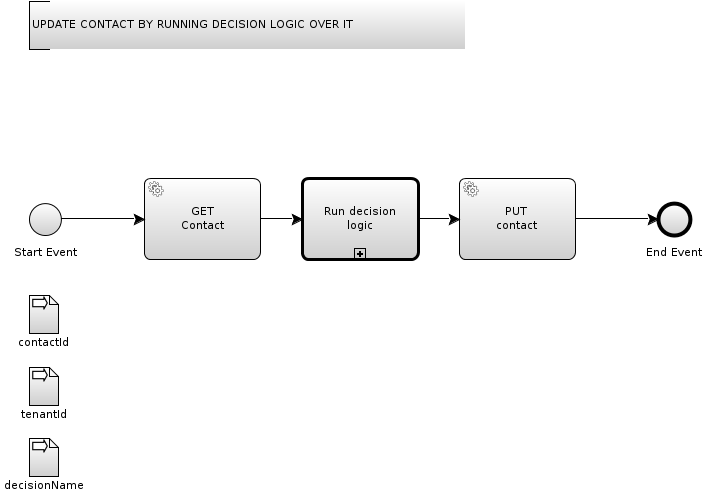 UPDATE CONTACT BY RUNNING DECISION LOGIC OVER IT
GET
Contact
Run decision
logic
PUT
contact
Start Event
End Event
contactId
tenantId
decisionName